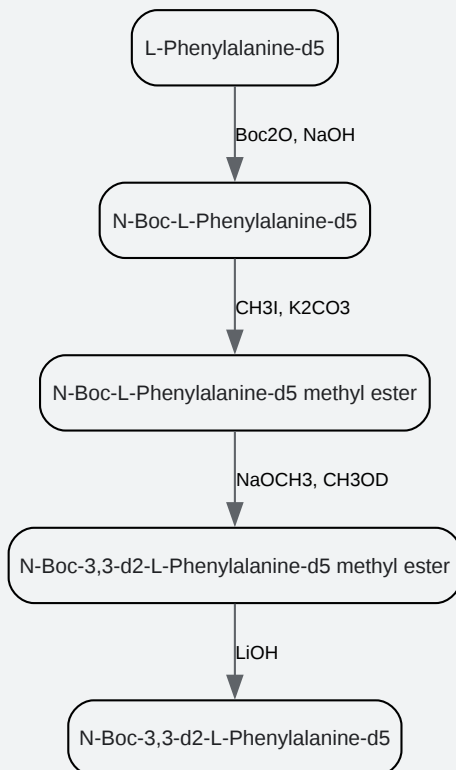 L-Phenylalanine-d5
Boc2O, NaOH
N-Boc-L-Phenylalanine-d5
CH3I, K2CO3
N-Boc-L-Phenylalanine-d5 methyl ester
NaOCH3, CH3OD
N-Boc-3,3-d2-L-Phenylalanine-d5 methyl ester
LiOH
N-Boc-3,3-d2-L-Phenylalanine-d5